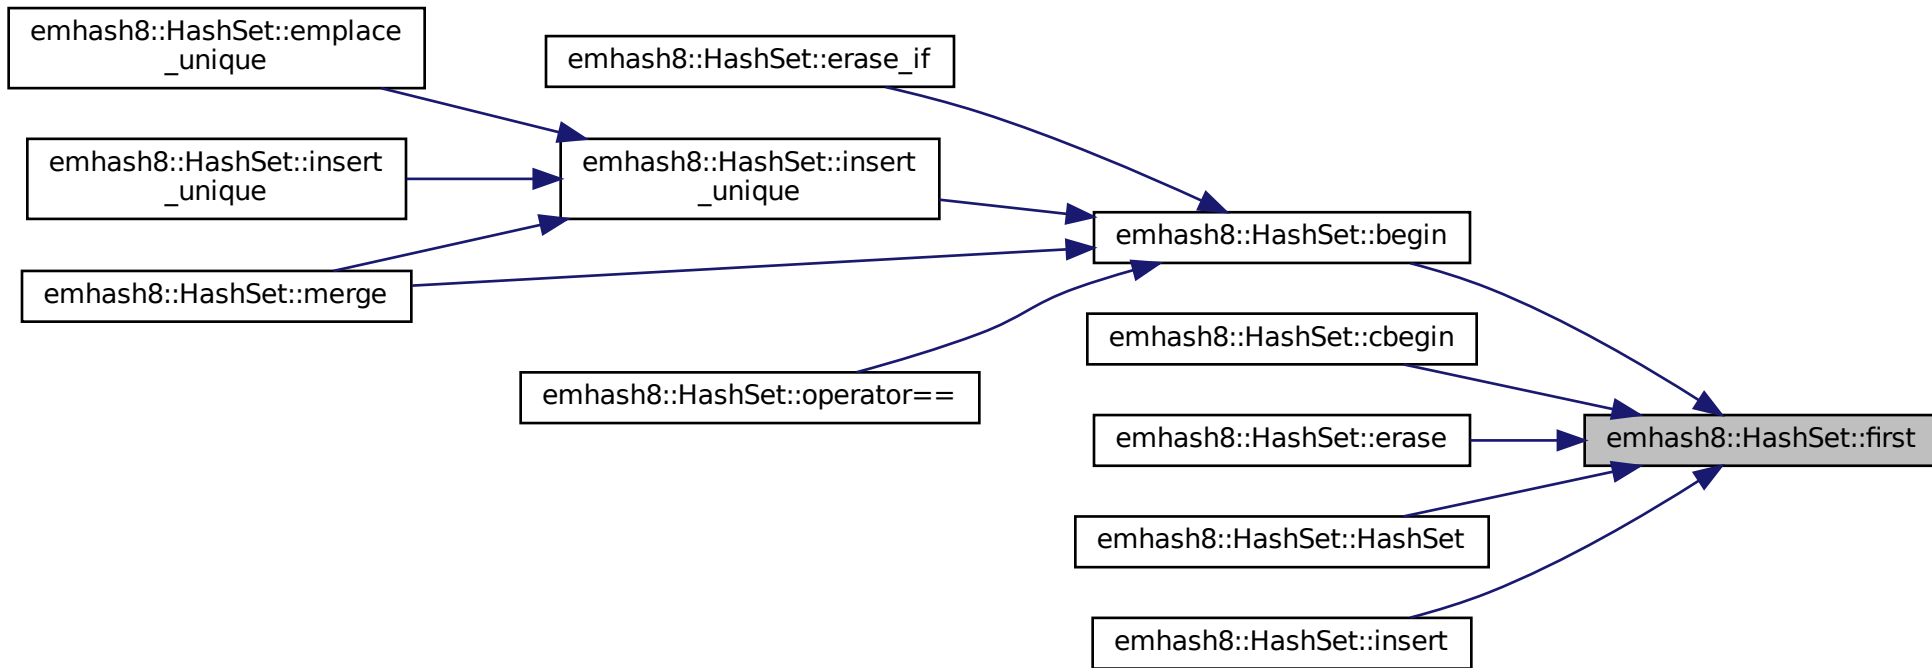 emhash8::HashSet::emplace
_unique
emhash8::HashSet::insert
_unique
emhash8::HashSet::merge
emhash8::HashSet::erase_if
emhash8::HashSet::insert
_unique
emhash8::HashSet::operator==
emhash8::HashSet::begin
emhash8::HashSet::cbegin
emhash8::HashSet::erase
emhash8::HashSet::HashSet
emhash8::HashSet::insert
emhash8::HashSet::first